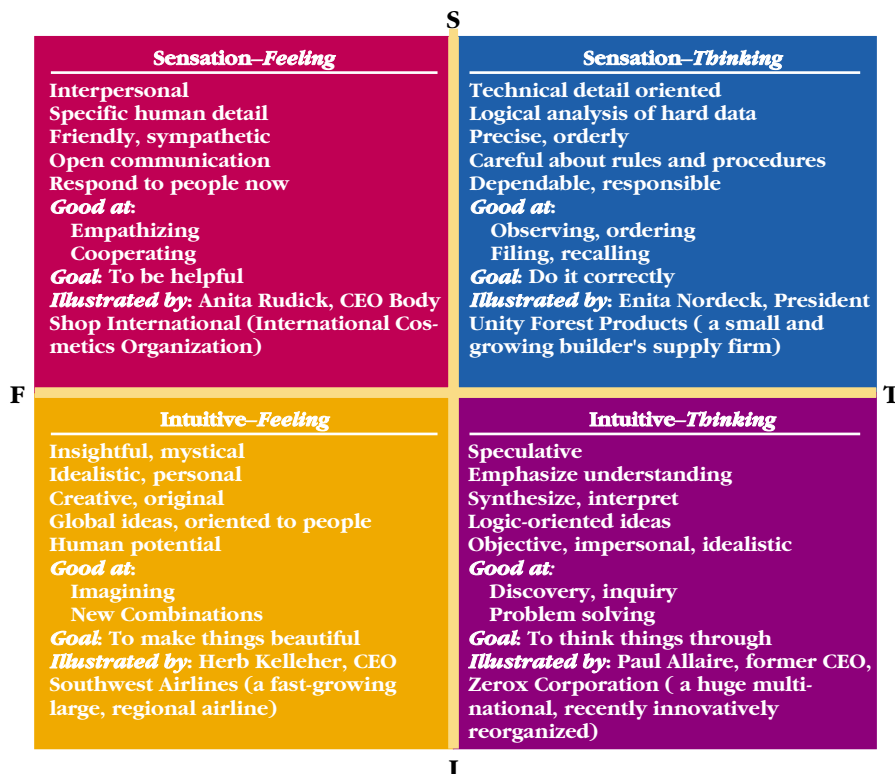 S
Sensation–Feeling
Interpersonal
Specific human detail
Friendly, sympathetic
Open communication
Respond to people now
Good at:
Empathizing
Cooperating
Goal: To be helpful
Illustrated by: Anita Rudick, CEO Body
Shop International (International Cos-
metics Organization)
Sensation–Thinking
Technical detail oriented
Logical analysis of hard data
Precise, orderly
Careful about rules and procedures
Dependable, responsible
Good at:
Observing, ordering
Filing, recalling
Goal: Do it correctly
Illustrated by: Enita Nordeck, President
Unity Forest Products ( a small and
growing builder's supply firm)
F
T
Intuitive–Feeling
Insightful, mystical
Idealistic, personal
Creative, original
Global ideas, oriented to people
Human potential
Good at:
Imagining
New Combinations
Goal: To make things beautiful
Illustrated by: Herb Kelleher, CEO
Southwest Airlines (a fast-growing
large, regional airline)
Intuitive–Thinking
Speculative
Emphasize understanding
Synthesize, interpret
Logic-oriented ideas
Objective, impersonal, idealistic
Good at:
Discovery, inquiry
Problem solving
Goal: To think things through
Illustrated by: Paul Allaire, former CEO,
Zerox Corporation ( a huge multi-
national, recently innovatively
reorganized)
I